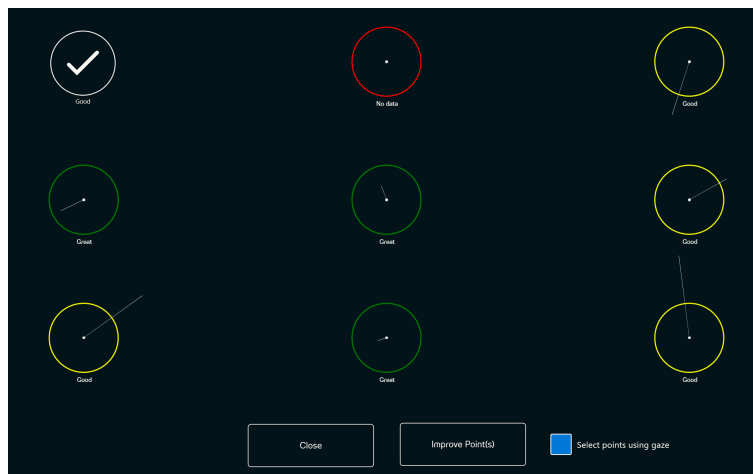 Good
No data
Good
Great
Great
Good
Good
Great
Good
Close
Improve Point(s)
Select points using gaze